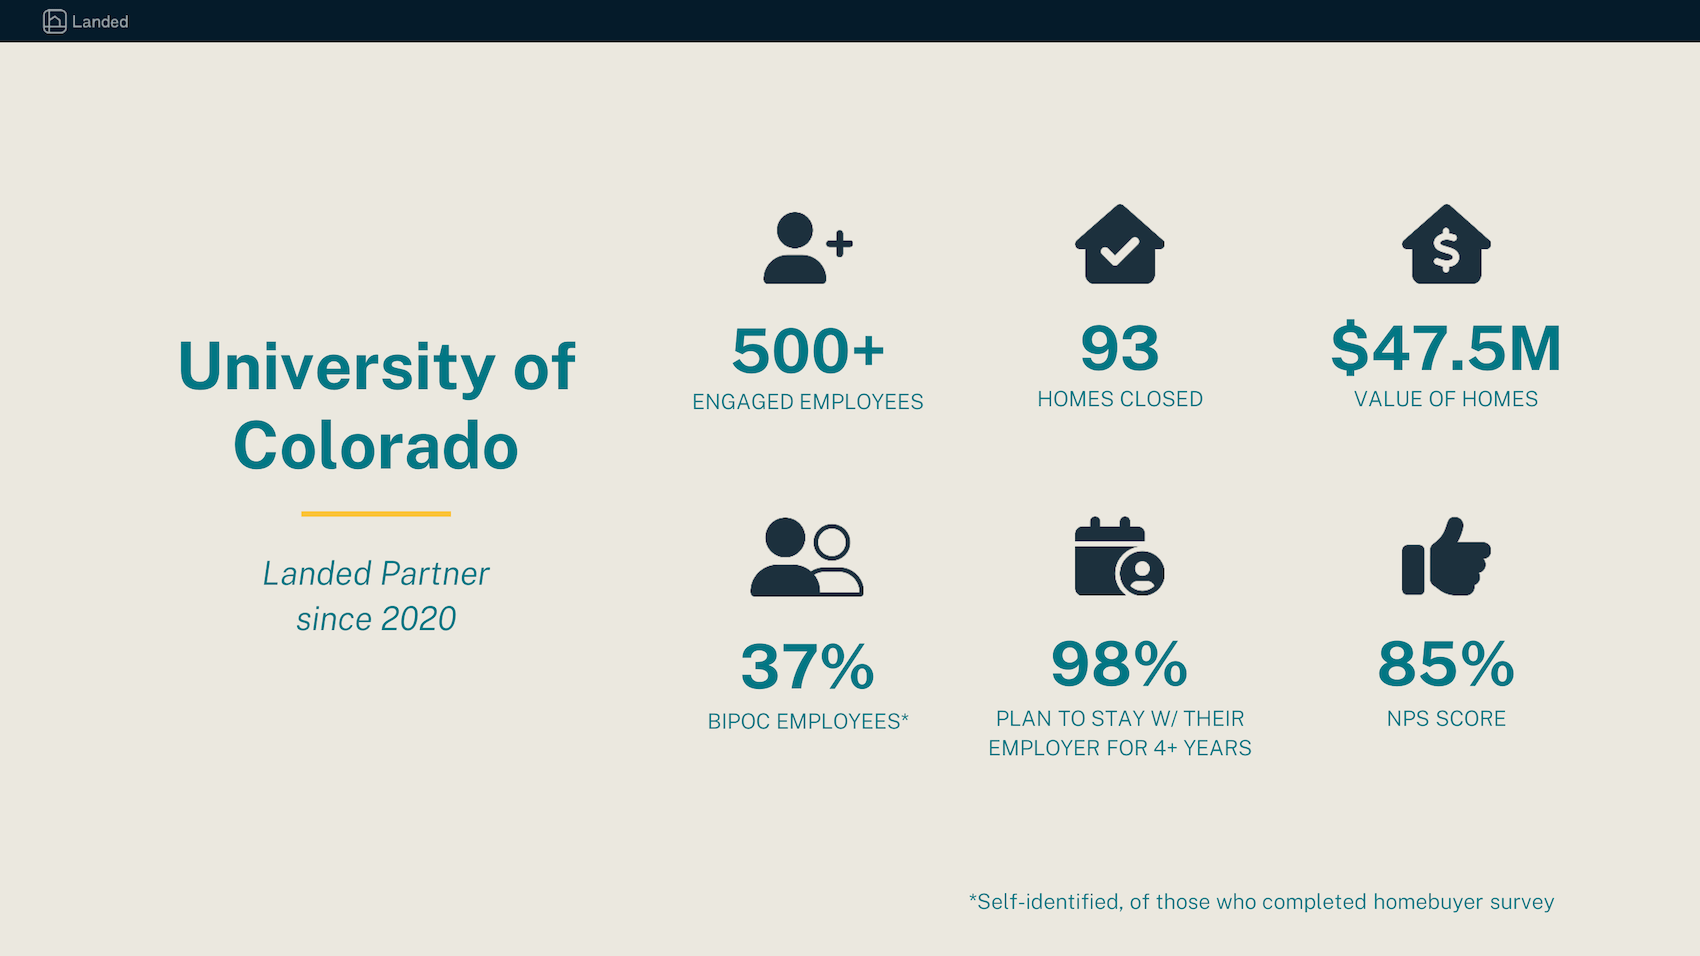 Landed
University of
Colorado
Landed Partner
since 2020
500+
ENGAGED EMPLOYEES
93
HOMES CLOSED
$47.5M
VALUE OF HOMES
37%
BIPOC EMPLOYEES*
98%
PLAN TO STAY W/ THEIR
EMPLOYER FOR 4+ YEARS
85%
NPS SCORE
*Self-identified, of those who completed homebuyer survey